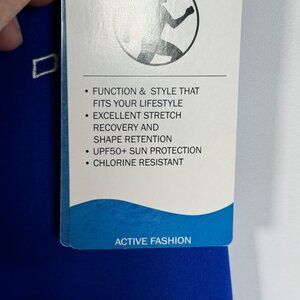 • FUNCTION & STYLE THAT
FITS YOUR LIFESTYLE
• EXCELLENT STRETCH
RECOVERY AND
SHAPE RETENTION
• UPF50+ SUN PROTECTION
• CHLORINE RESISTANT
ACTIVE FASHION